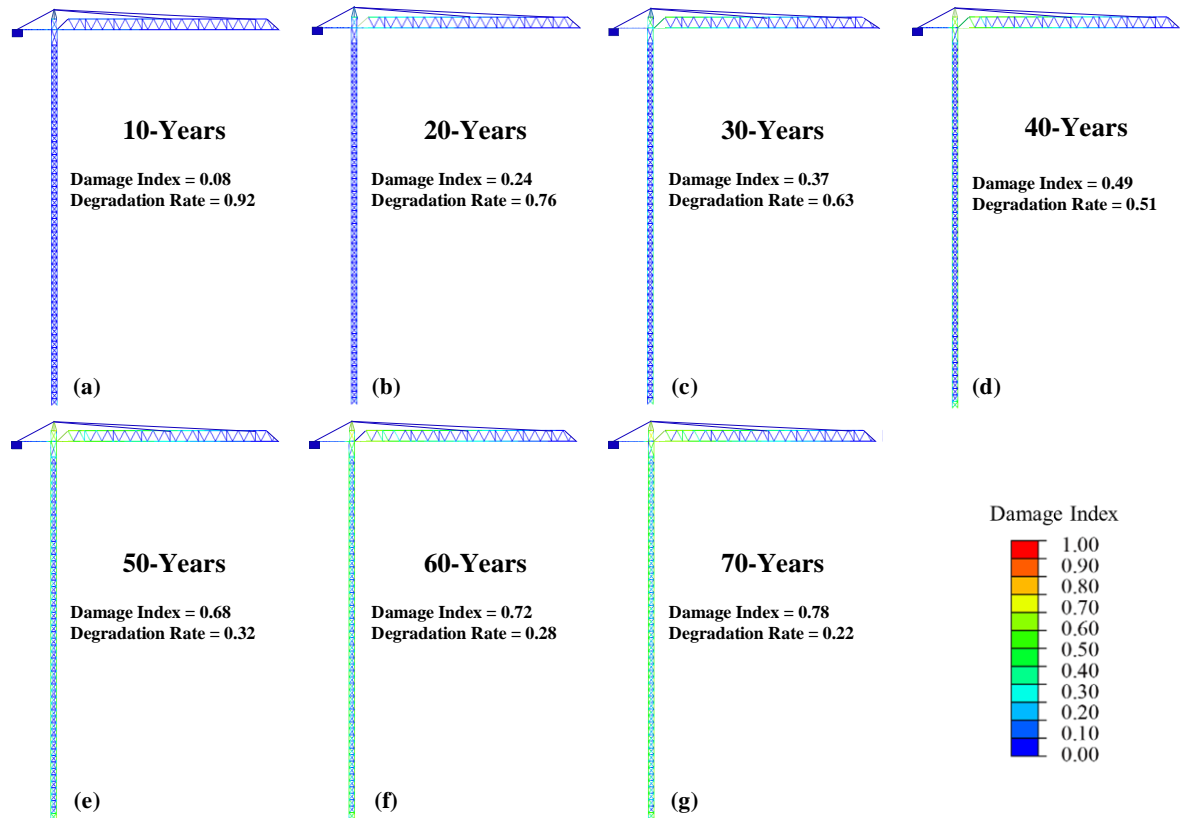 10-Years
Damage Index = 0.08
Degradation Rate = 0.92
(a)
20-Years
Damage Index = 0.24
Degradation Rate = 0.76
(b)
30-Years
Damage Index = 0.37
Degradation Rate = 0.63
(c)
40-Years
Damage Index = 0.49
Degradation Rate = 0.51
(d)
50-Years
Damage Index = 0.68
Degradation Rate = 0.32
(e)
60-Years
Damage Index = 0.72
Degradation Rate = 0.28
(f)
70-Years
Damage Index = 0.78
Degradation Rate = 0.22
(g)
Damage Index
1.00
0.90
0.80
0.70
0.60
0.50
0.40
0.30
0.20
0.10
0.00